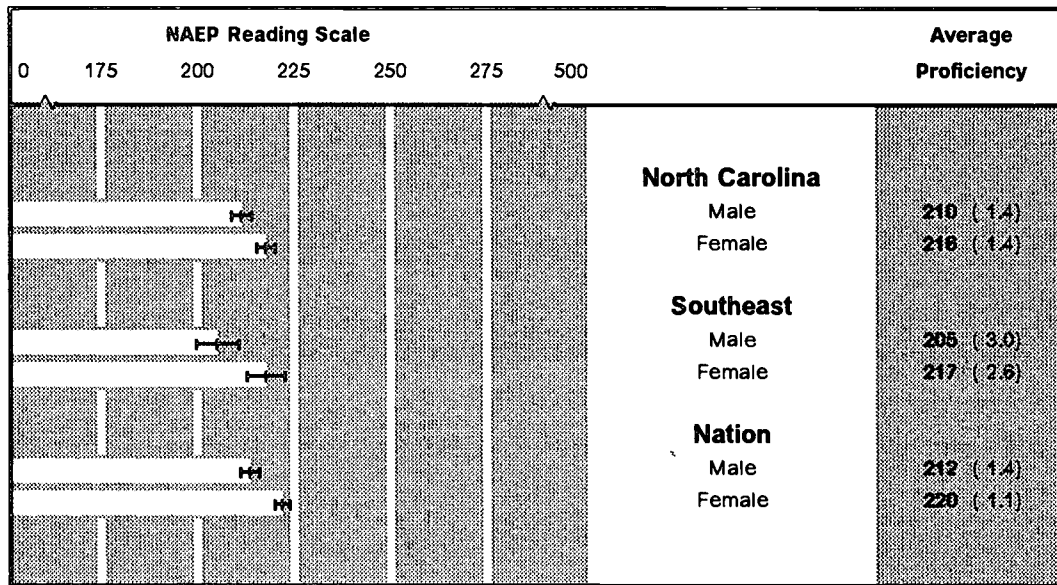 NAEP Reading Scale
Average
0 175 200 225 250 275 500
Proficiency
North Carolina
Male 210 ( 1.4)
Female 216 ( 1.4)
Southeast
Male 205 ( 3.0)
Female 217 ( 2.6)
Nation
Male 212 ( 1.4)
Female 220 ( 1.1)